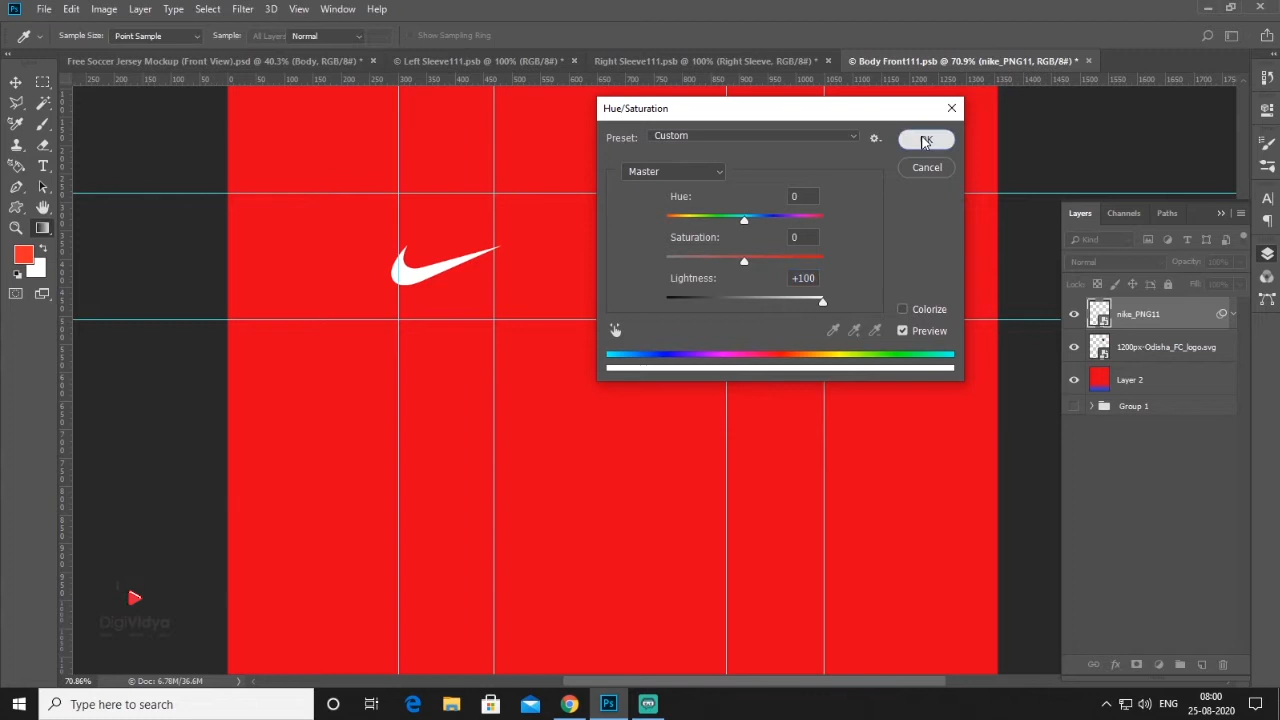 Ps File Edit Image Layer Type Select Filter 3D View Window Help
Sample Size: Point Sample Sample: All Layers Normal Show Sampling Ring
Free Soccer Jersey Mockup (Front View).psd @ 40.3% (Body, RGB/8#) * × © Left Sleeve111.psb @ 100% (RGB/8#) * × Right Sleeve111.psb @ 100% (Right Sleeve, RGB/8#) * × © Body Front111.psb @ 70.9% (nike_PNG11, RGB/8#) * ×
Hue/Saturation
Preset: Custom
Master
Hue: 0
Saturation: 0
Lightness: +100
Cancel
Colorize
Preview
Layers Channels Paths
Kind
Normal Opacity: 100%
Lock: Fill: 100%
nike_PNG11
1200px-Odisha_FC_logo.svg
Layer 2
Group 1
DigiVidya
70.86% Doc: 6.78M/36.6M
Type here to search
ENG
08:00
25-08-2020